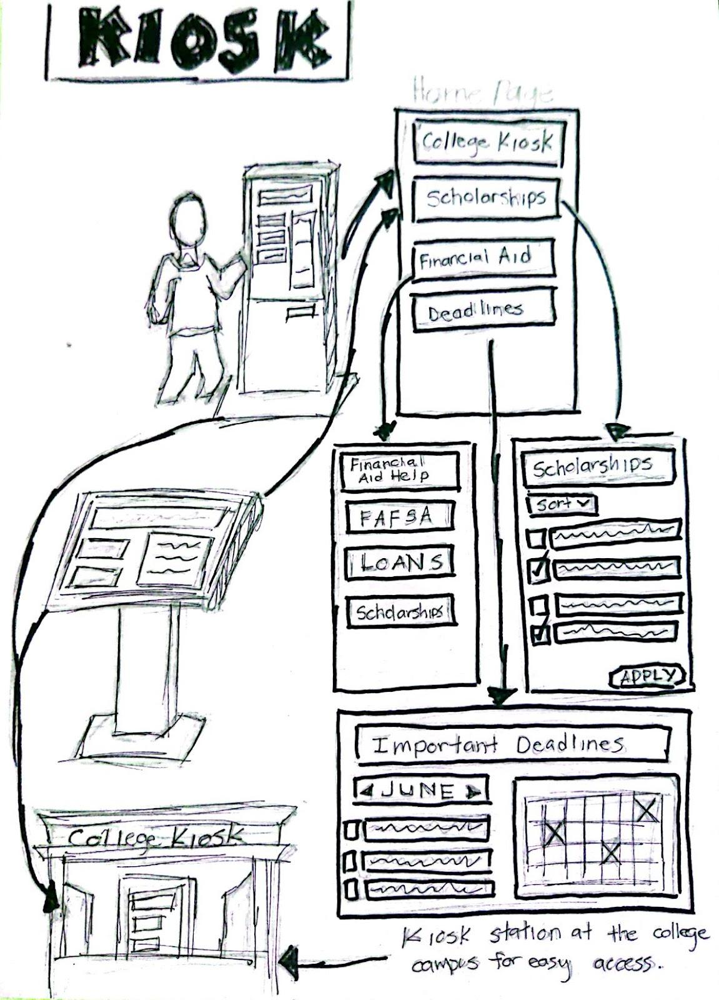 KIOSK
Home Page
College Kiosk
Scholarships
Financial Aid
Deadlines
Financial
Aid Help
FAFSA
LOANS
Scholarships
Scholarships
Sort
APPLY
Important Deadlines
JUNE
College Kiosk
Kiosk station at the college
campus for easy access.